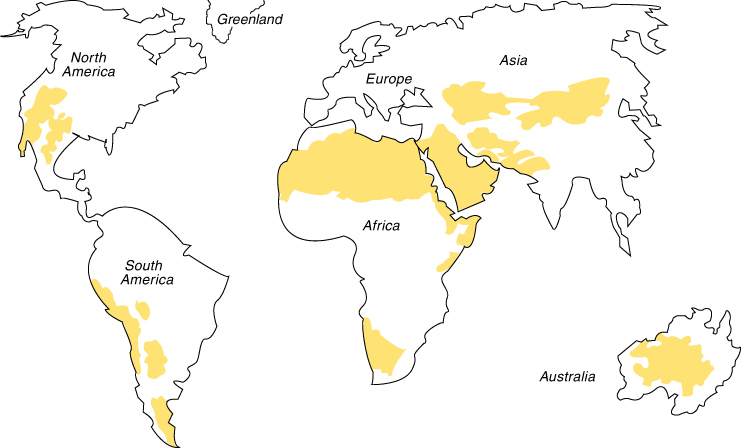 Greenland
North
America
Europe
Asia
Africa
South
America
Australia